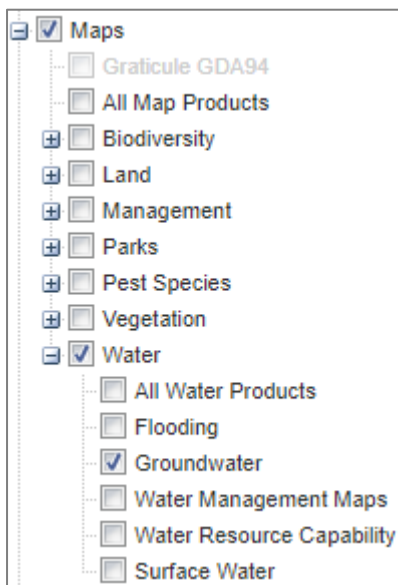 Maps
Graticule GDA94
All Map Products
Biodiversity
Land
Management
Parks
Pest Species
Vegetation
Water
All Water Products
Flooding
Groundwater
Water Management Maps
Water Resource Capability
Surface Water